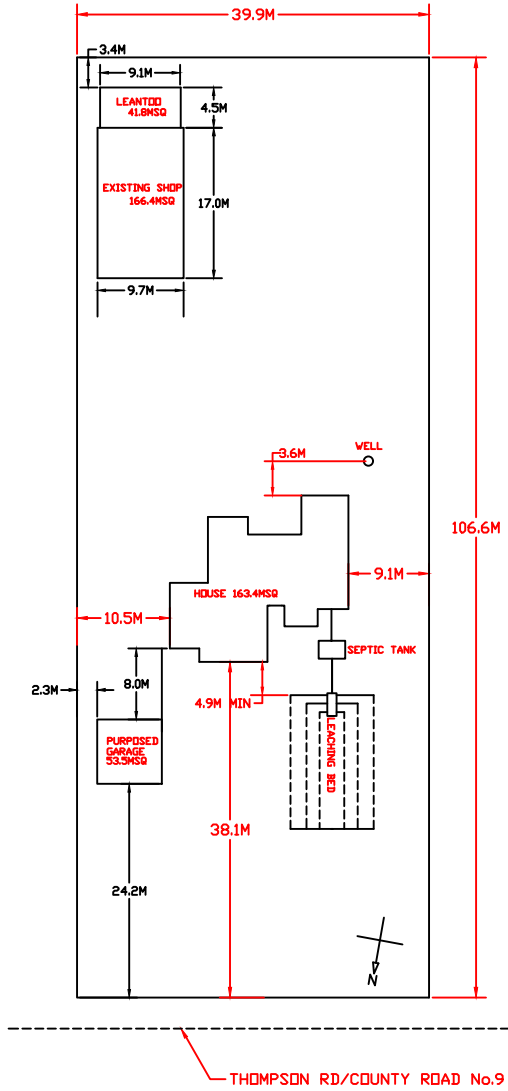 39.9M
3.4M
9.1M
LEANTOO
41.8MSQ
4.5M
EXISTING SHOP
166.4MSQ
17.0M
9.7M
WELL
3.6M
106.6M
9.1M
HOUSE 163.4MSQ
10.5M
SEPTIC TANK
8.0M
2.3M
4.9M MIN
PURPOSED
GARAGE
53.5MSQ
LEACHING BED
38.1M
24.2M
N
THOMPSON RD/COUNTY ROAD No.9